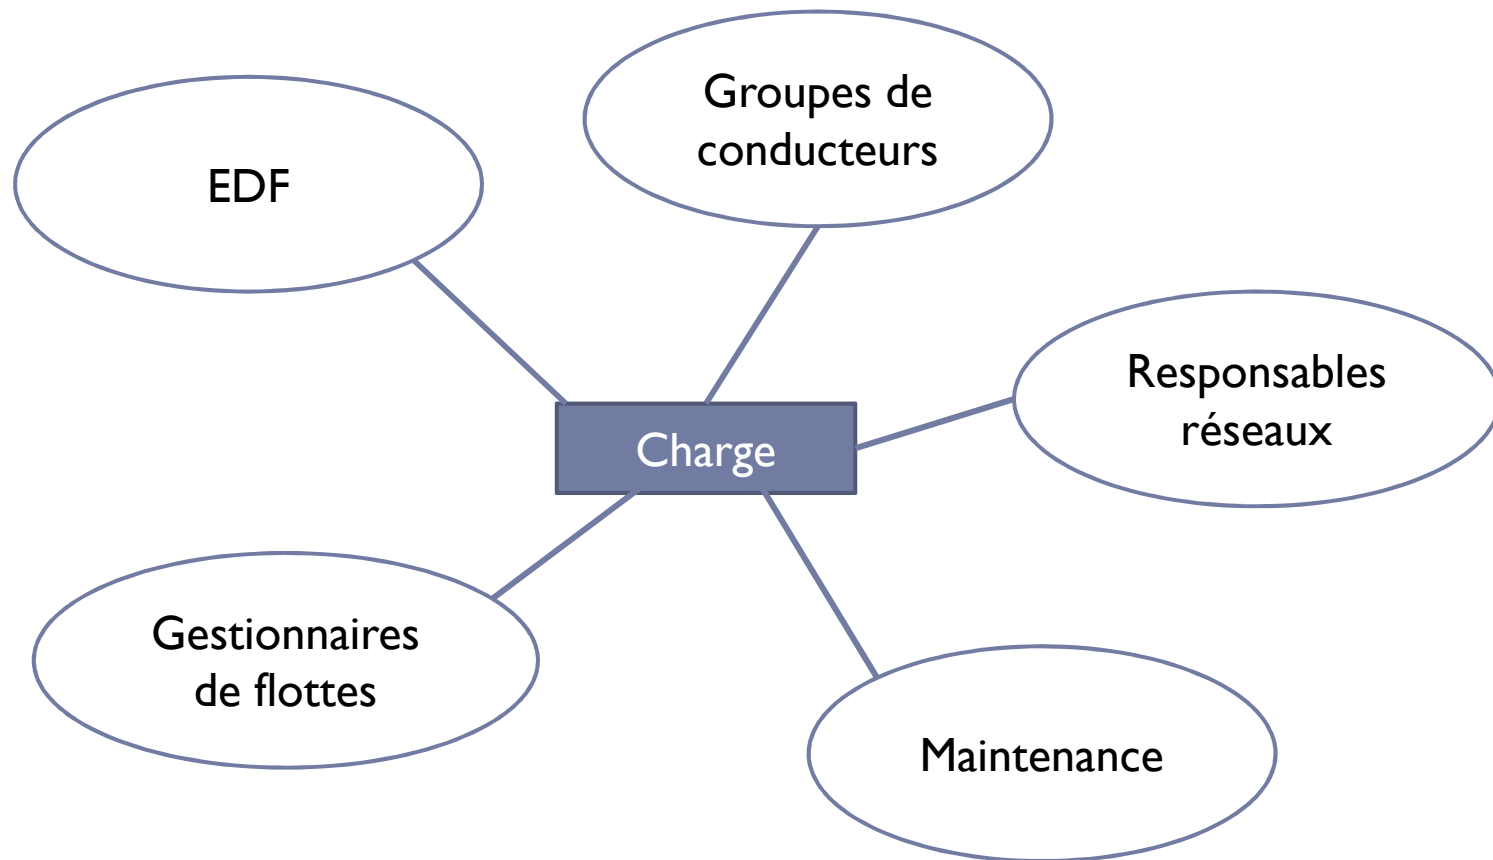 Groupes de
conducteurs
EDF
Responsables
réseaux
Charge
Gestionnaires
de flottes
Maintenance